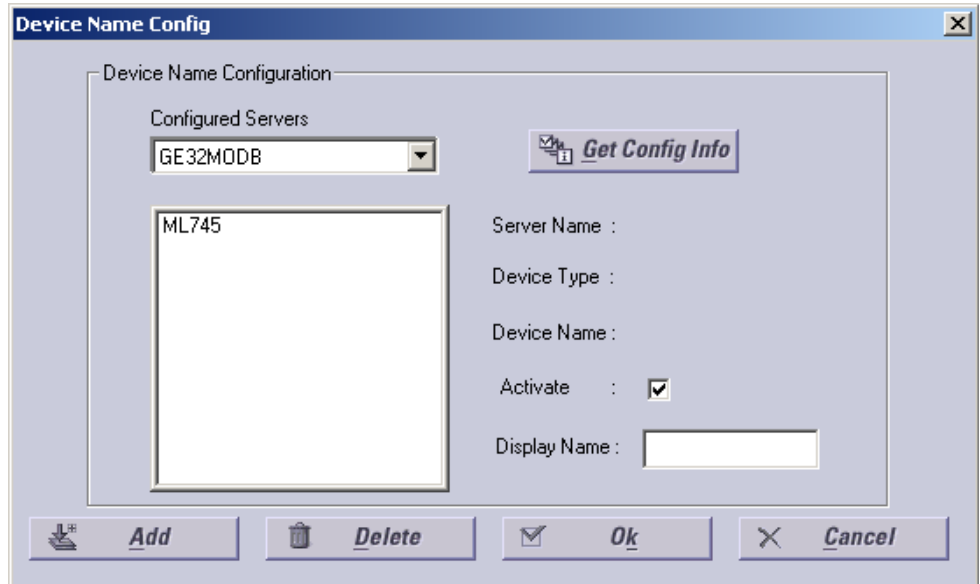 Device Name Config
Device Name Configuration
Configured Servers
GE32MODB
Get Config Info
ML745
Server Name :
Device Type :
Device Name :
Activate :
Display Name :
Add Delete Ok Cancel